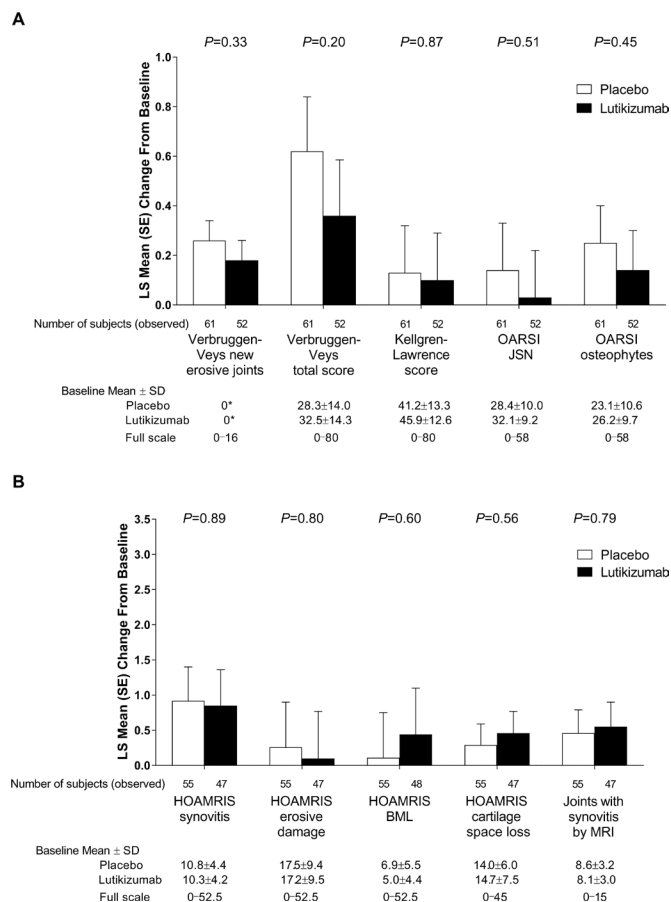 A
P=0.33 P=0.20 P=0.87 P=0.51 P=0.45
LS Mean (SE) Change From Baseline
1.0
0.8
0.6
0.4
0.2
0.0
Placebo
Lutikizumab
Number of subjects (observed) 61 52 61 52 61 52 61 52 61 52
Verbruggen- Verbruggen- Kellgren- OARSI OARSI
Veys new Veys Lawrence JSN osteophytes
erosive joints total score score
Baseline Mean ± SD
Placebo 0* 28.3±14.0 41.2±13.3 28.4±10.0 23.1±10.6
Lutikizumab 0* 32.5±14.3 45.9±12.6 32.1±9.2 26.2±9.7
Full scale 0–16 0–80 0–80 0–58 0–58
B
P=0.89 P=0.80 P=0.60 P=0.56 P=0.79
LS Mean (SE) Change From Baseline
3.5
3.0
2.5
2.0
1.5
1.0
0.5
0.0
Placebo
Lutikizumab
Number of subjects (observed) 55 47 55 47 55 48 55 47 55 47
HOAMRIS HOAMRIS HOAMRIS HOAMRIS Joints with
synovitis erosive BML cartilage synovitis
damage space loss by MRI
Baseline Mean ± SD
Placebo 10.8±4.4 17.5±9.4 6.9±5.5 14.0±6.0 8.6±3.2
Lutikizumab 10.3±4.2 17.2±9.5 5.0±4.4 14.7±7.5 8.1±3.0
Full scale 0–52.5 0–52.5 0–52.5 0–45 0–15